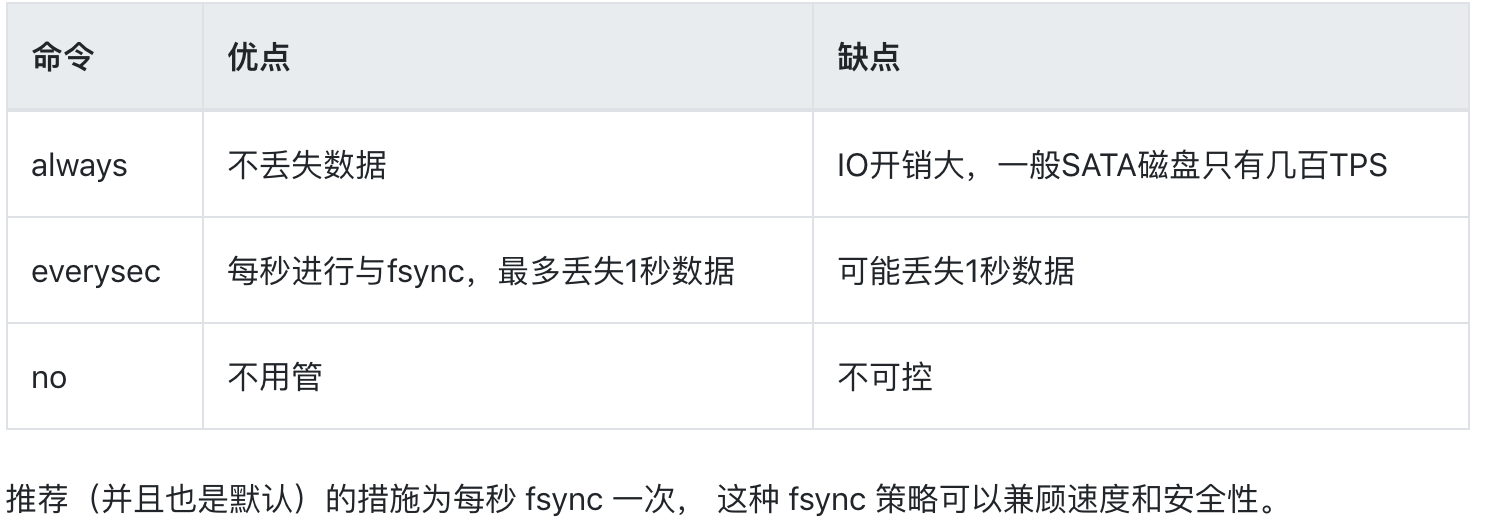 命令 优点 缺点
always 不丢失数据 IO开销大，一般SATA磁盘只有几百TPS
everysec 每秒进行与fsync，最多丢失1秒数据 可能丢失1秒数据
no 不用管 不可控
推荐（并且也是默认）的措施为每秒 fsync 一次， 这种 fsync 策略可以兼顾速度和安全性。